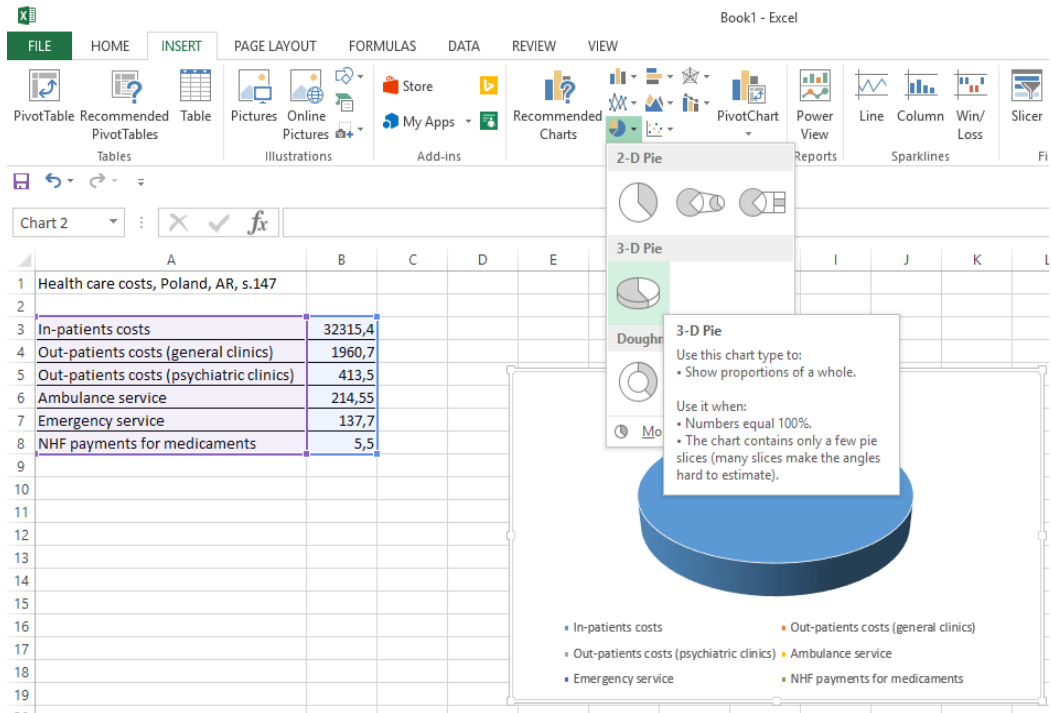 Book1 - Excel
FILE HOME INSERT PAGE LAYOUT FORMULAS DATA REVIEW VIEW
PivotTable Recommended PivotTables Table
Pictures Online Pictures
Store
My Apps
Recommended Charts
PivotChart
Power View
Line Column Win/Loss
Slicer
Tables Illustrations Add-ins Reports Sparklines Fi
Chart 2 fx
A B C D E I J K L
1 Health care costs, Poland, AR, s.147
2
3 In-patients costs 32315,4
4 Out-patients costs (general clinics) 1960,7
5 Out-patients costs (psychiatric clinics) 413,5
6 Ambulance service 214,55
7 Emergency service 137,7
8 NHF payments for medicaments 5,5
9
10
11
12
13
14
15
16
17
18
19
2-D Pie
3-D Pie
Doughn
Mo
3-D Pie
Use this chart type to:
• Show proportions of a whole.
Use it when:
• Numbers equal 100%.
• The chart contains only a few pie
slices (many slices make the angles
hard to estimate).
In-patients costs Out-patients costs (general clinics)
Out-patients costs (psychiatric clinics) Ambulance service
Emergency service NHF payments for medicaments